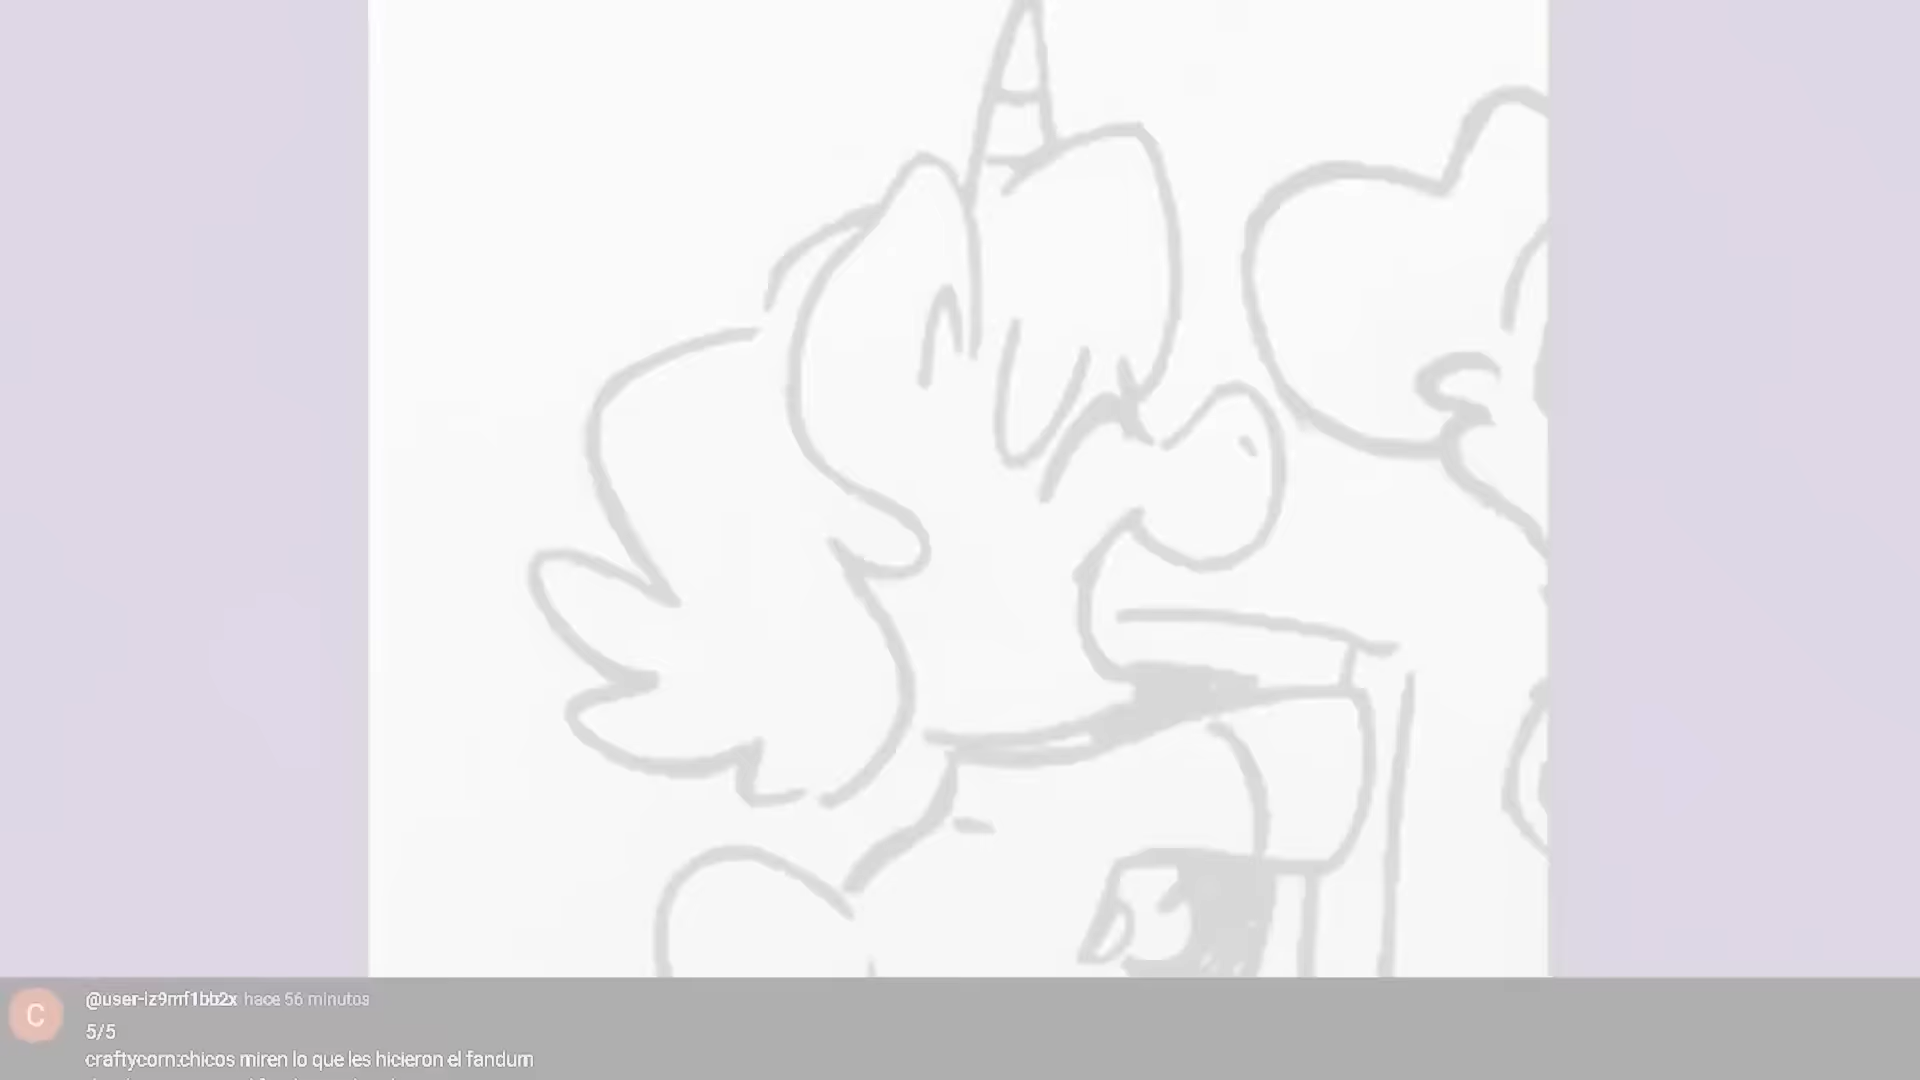 C
@user-lz9mf1bb2x hace 56 minutos
5/5
craftycorn:chicos miren lo que les hicieron el fandum